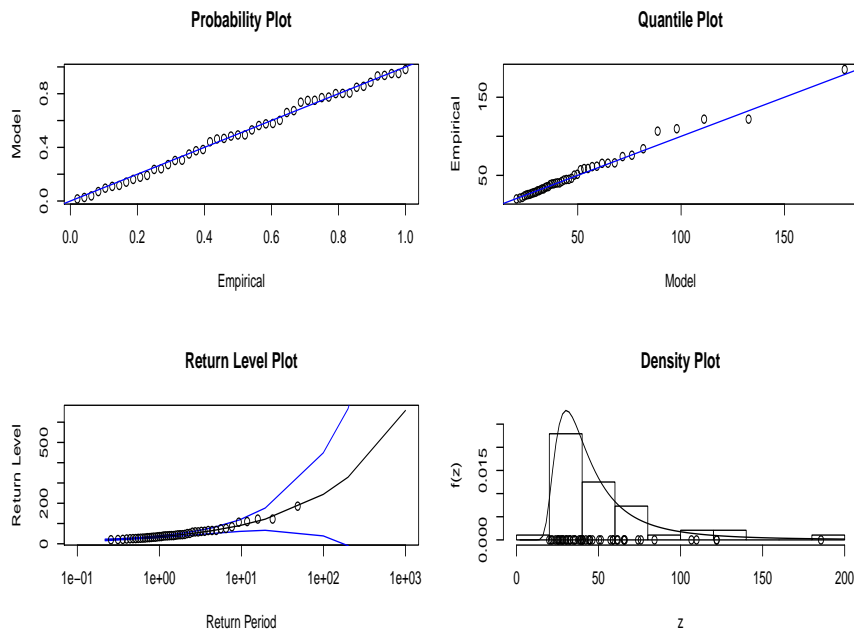 Probability Plot
Model
0.0 0.4 0.8
0.0 0.2 0.4 0.6 0.8 1.0
Empirical
Quantile Plot
Empirical
50 150
50 100 150
Model
Return Level Plot
Return Level
0 200 500
1e−01 1e+00 1e+01 1e+02 1e+03
Return Period
Density Plot
f(z)
0.000 0.015
0 50 100 150 200
z